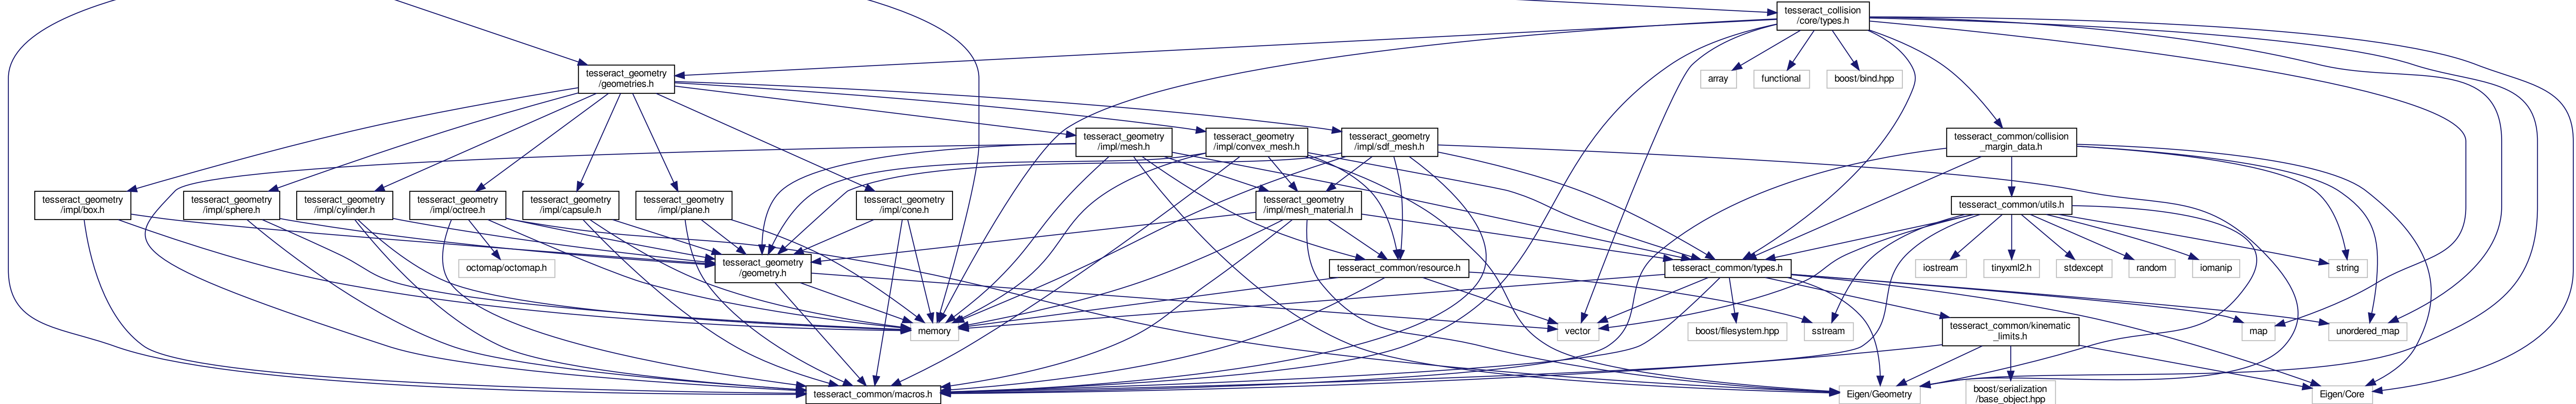 tesseract_collision
/core/types.h
tesseract_geometry
/geometries.h
array
functional
boost/bind.hpp
tesseract_geometry
/impl/mesh.h
tesseract_geometry
/impl/convex_mesh.h
tesseract_geometry
/impl/sdf_mesh.h
tesseract_common/collision
_margin_data.h
tesseract_geometry
/impl/box.h
tesseract_geometry
/impl/sphere.h
tesseract_geometry
/impl/cylinder.h
tesseract_geometry
/impl/octree.h
tesseract_geometry
/impl/capsule.h
tesseract_geometry
/impl/plane.h
tesseract_geometry
/impl/cone.h
tesseract_geometry
/impl/mesh_material.h
tesseract_common/utils.h
octomap/octomap.h
tesseract_geometry
/geometry.h
tesseract_common/resource.h
tesseract_common/types.h
iostream
tinyxml2.h
stdexcept
random
iomanip
string
memory
vector
boost/filesystem.hpp
sstream
tesseract_common/kinematic
_limits.h
map
unordered_map
tesseract_common/macros.h
Eigen/Geometry
boost/serialization
/base_object.hpp
Eigen/Core